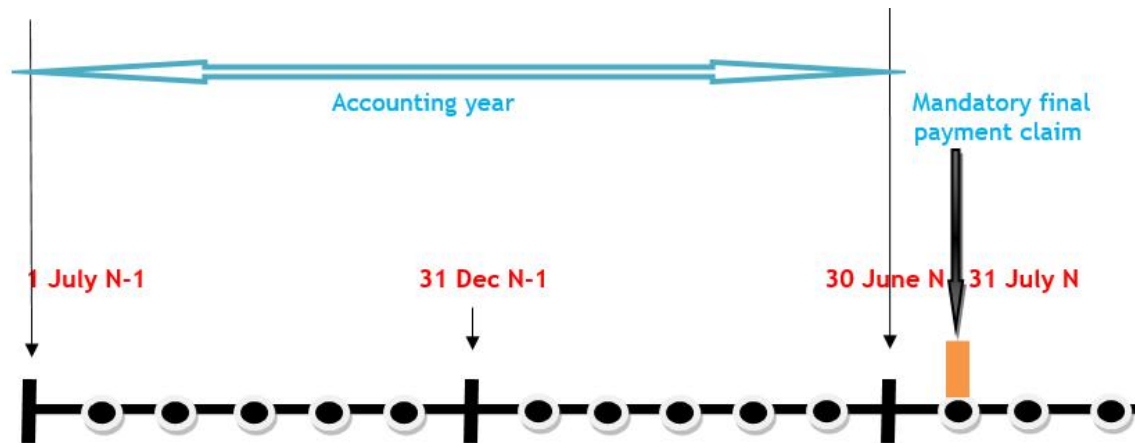 Accounting year
Mandatory final
payment claim
1 July N-1
31 Dec N-1
30 June N
31 July N